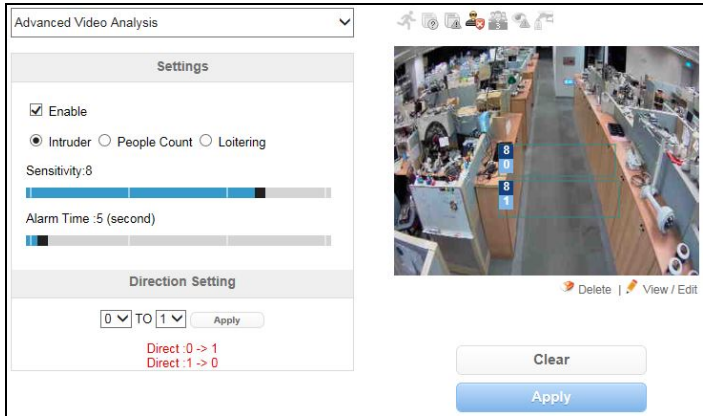 Advanced Video Analysis
Settings
Enable
Intruder People Count Loitering
Sensitivity:8
Alarm Time :5 (second)
Direction Setting
0 TO 1 Apply
Direct :0 -> 1
Direct :1 -> 0
8
0
8
1
Delete | View / Edit
Clear
Apply